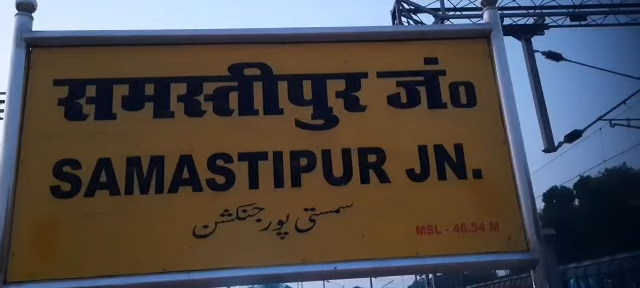 समस्तीपुर जं०
SAMASTIPUR JN.
سمستی پور جنکشن
MSL - 46.54 M